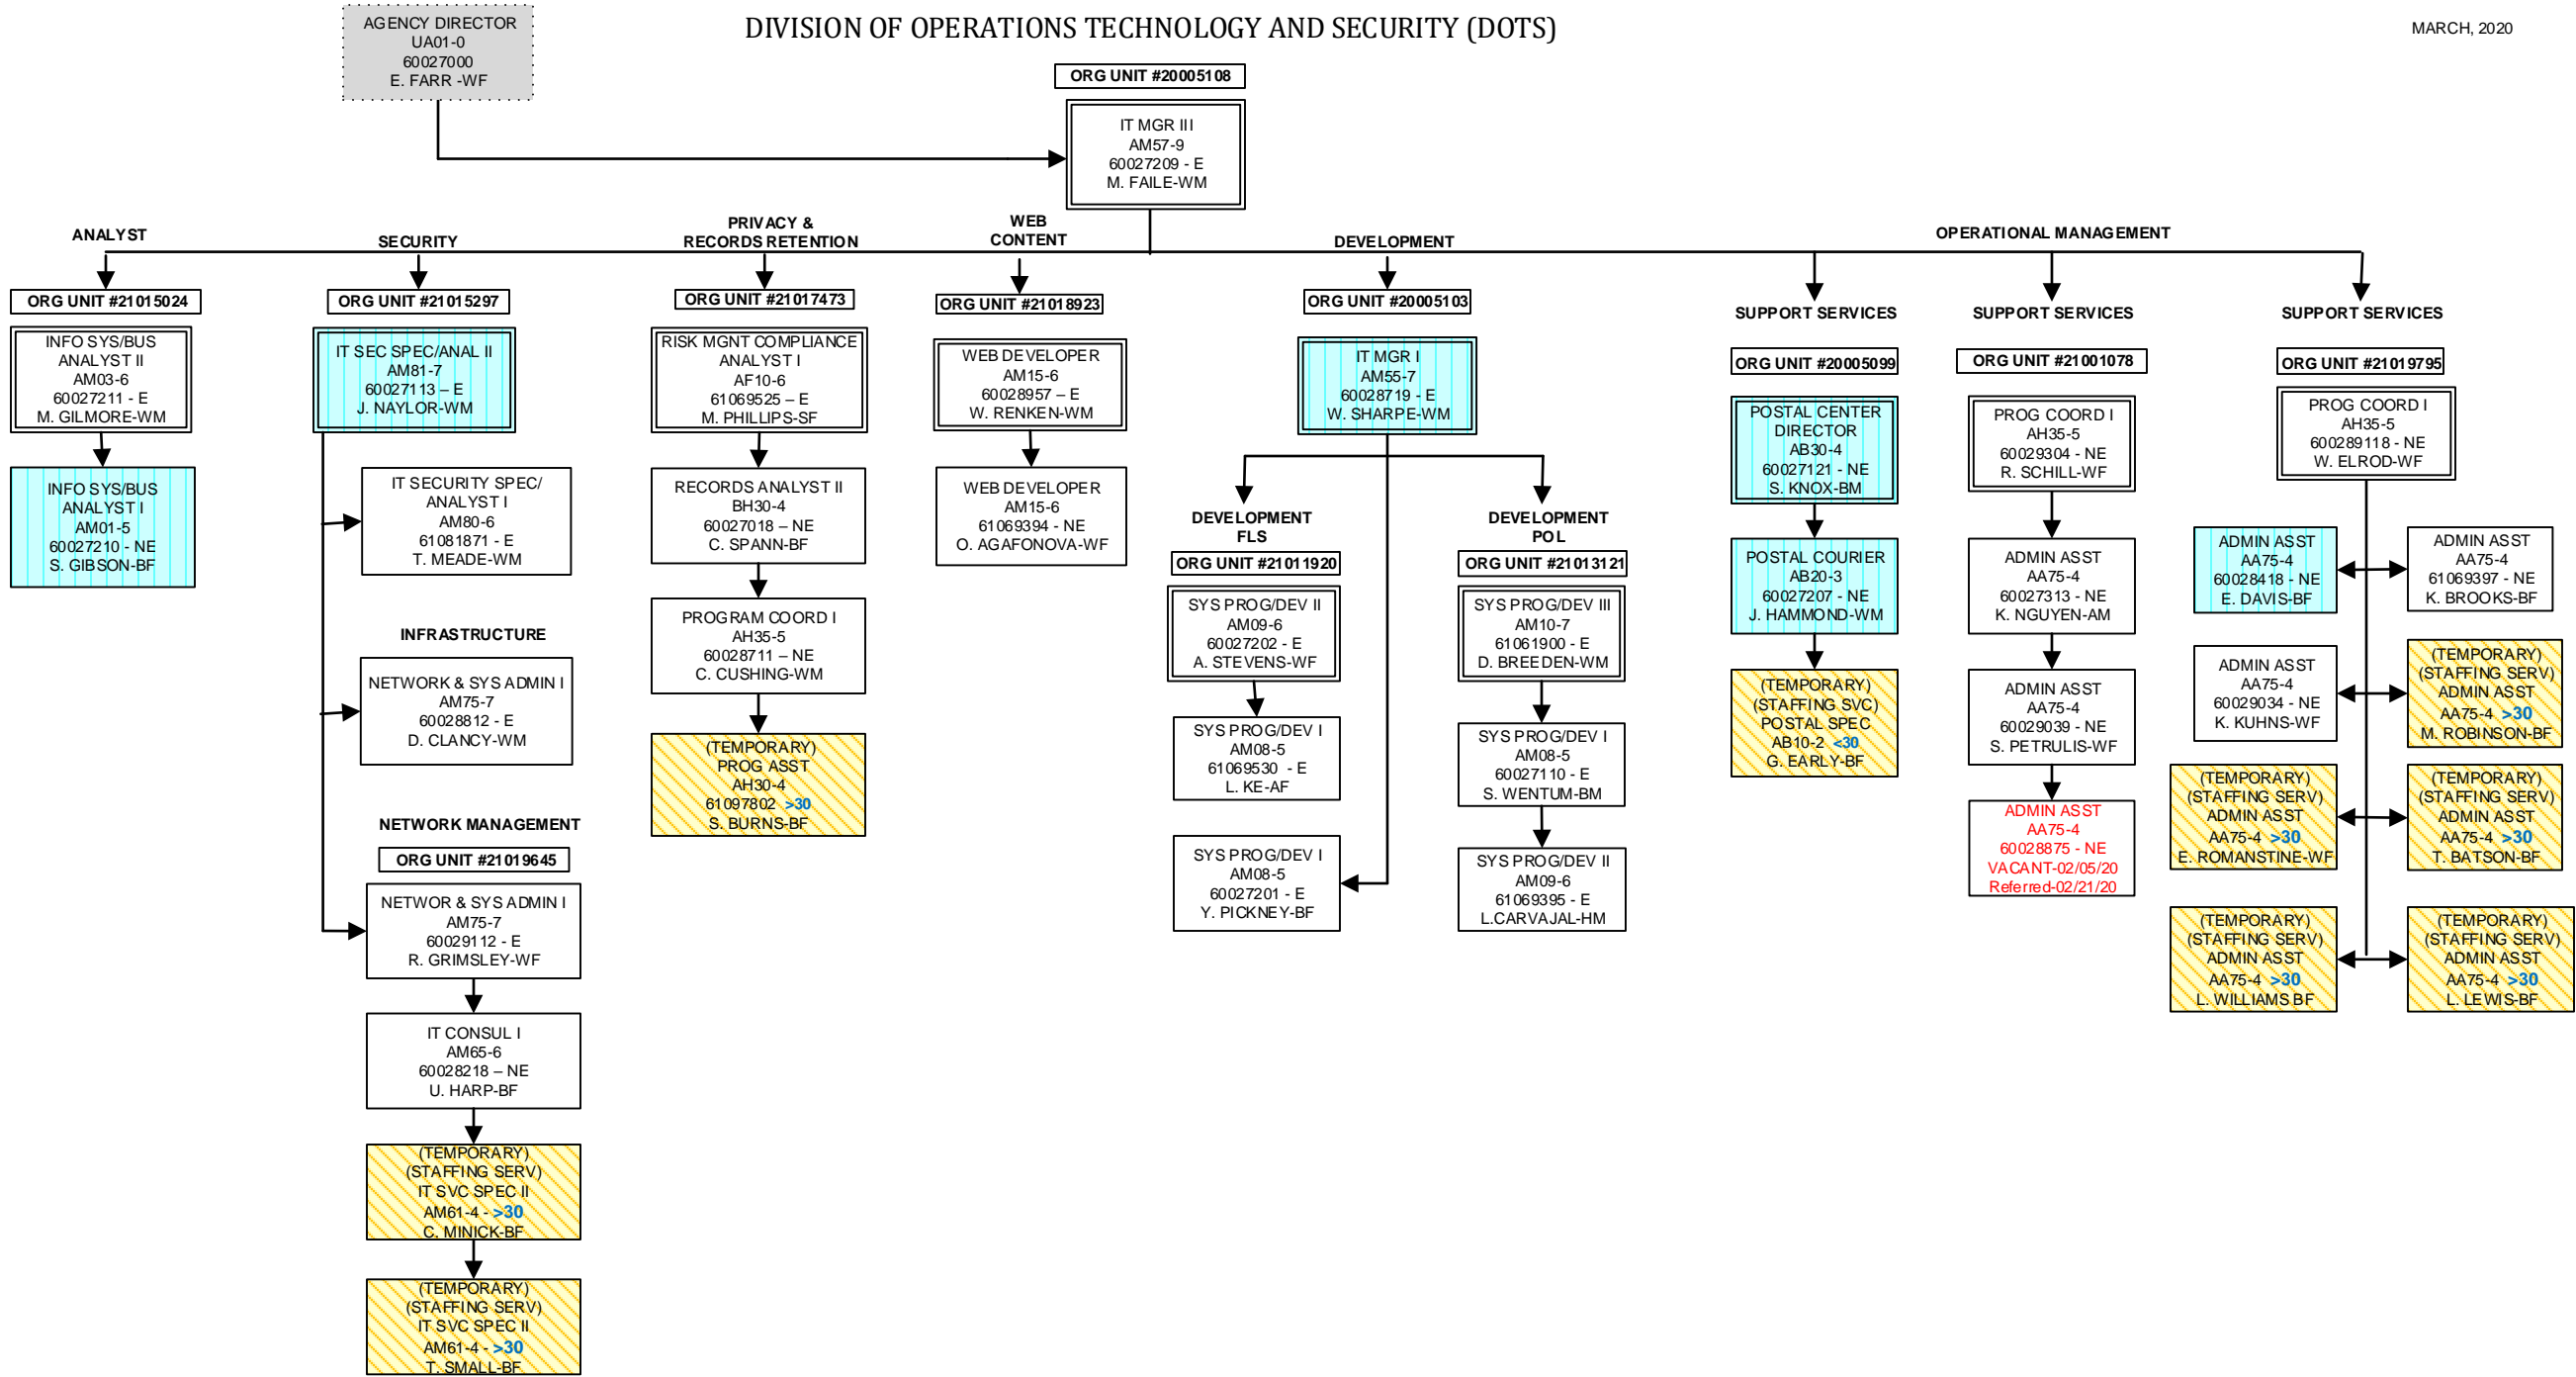 DIVISION OF OPERATIONS TECHNOLOGY AND SECURITY (DOTS)
MARCH, 2020
AGENCY DIRECTOR
UA01-0
60027000
E. FARR -WF
ORG UNIT #20005108
IT MGR III
AM57-9
60027209 - E
M. FAILE-WM
ANALYST
ORG UNIT #21015024
INFO SYS/BUS
ANALYST II
AM03-6
60027211 - E
M. GILMORE-WM
INFO SYS/BUS
ANALYST I
AM01-5
60027210 - NE
S. GIBSON-BF
SECURITY
ORG UNIT #21015297
IT SEC SPEC/ANAL II
AM81-7
60027113 – E
J. NAYLOR-WM
IT SECURITY SPEC/
ANALYST I
AM80-6
61081871 - E
T. MEADE-WM
INFRASTRUCTURE
NETWORK & SYS ADMIN I
AM75-7
60028812 - E
D. CLANCY-WM
NETWORK MANAGEMENT
ORG UNIT #21019645
NETWOR & SYS ADMIN I
AM75-7
60029112 - E
R. GRIMSLEY-WF
IT CONSUL I
AM65-6
60028218 – NE
U. HARP-BF
(TEMPORARY)
(STAFFING SERV)
IT SVC SPEC II
AM61-4 - >30
C. MINICK-BF
(TEMPORARY)
(STAFFING SERV)
IT SVC SPEC II
AM61-4 - >30
T. SMALL-BF
PRIVACY &
RECORDS RETENTION
ORG UNIT #21017473
RISK MGNT COMPLIANCE
ANALYST I
AF10-6
61069525 – E
M. PHILLIPS-SF
RECORDS ANALYST II
BH30-4
60027018 – NE
C. SPANN-BF
PROGRAM COORD I
AH35-5
60028711 – NE
C. CUSHING-WM
(TEMPORARY)
PROG ASST
AH30-4
61097802 >30
S. BURNS-BF
WEB
CONTENT
ORG UNIT #21018923
WEB DEVELOPER
AM15-6
60028957 – E
W. RENKEN-WM
WEB DEVELOPER
AM15-6
61069394 - NE
O. AGAFONOVA-WF
DEVELOPMENT
ORG UNIT #20005103
IT MGR I
AM55-7
60028719 - E
W. SHARPE-WM
DEVELOPMENT
FLS
ORG UNIT #21011920
SYS PROG/DEV II
AM09-6
60027202 - E
A. STEVENS-WF
SYS PROG/DEV I
AM08-5
61069530 - E
L. KE-AF
SYS PROG/DEV I
AM08-5
60027201 - E
Y. PICKNEY-BF
DEVELOPMENT
POL
ORG UNIT #21013121
SYS PROG/DEV III
AM10-7
61061900 - E
D. BREEDEN-WM
SYS PROG/DEV I
AM08-5
60027110 - E
S. WENTUM-BM
SYS PROG/DEV II
AM09-6
61069395 - E
L.CARVAJAL-HM
OPERATIONAL MANAGEMENT
SUPPORT SERVICES
ORG UNIT #20005099
POSTAL CENTER
DIRECTOR
AB30-4
60027121 - NE
S. KNOX-BM
POSTAL COURIER
AB20-3
60027207 - NE
J. HAMMOND-WM
(TEMPORARY)
(STAFFING SVC)
POSTAL SPEC
AB10-2 <30
G. EARLY-BF
SUPPORT SERVICES
ORG UNIT #21001078
PROG COORD I
AH35-5
60029304 - NE
R. SCHILL-WF
ADMIN ASST
AA75-4
60027313 - NE
K. NGUYEN-AM
ADMIN ASST
AA75-4
60029039 - NE
S. PETRULIS-WF
ADMIN ASST
AA75-4
60028875 - NE
VACANT-02/05/20
Referred-02/21/20
SUPPORT SERVICES
ORG UNIT #21019795
PROG COORD I
AH35-5
600289118 - NE
W. ELROD-WF
ADMIN ASST
AA75-4
60028418 - NE
E. DAVIS-BF
ADMIN ASST
AA75-4
61069397 - NE
K. BROOKS-BF
ADMIN ASST
AA75-4
60029034 - NE
K. KUHNS-WF
(TEMPORARY)
(STAFFING SERV)
ADMIN ASST
AA75-4 >30
M. ROBINSON-BF
(TEMPORARY)
(STAFFING SERV)
ADMIN ASST
AA75-4 >30
E. ROMANSTINE-WF
(TEMPORARY)
(STAFFING SERV)
ADMIN ASST
AA75-4 >30
T. BATSON-BF
(TEMPORARY)
(STAFFING SERV)
ADMIN ASST
AA75-4 >30
L. WILLIAMS BF
(TEMPORARY)
(STAFFING SERV)
ADMIN ASST
AA75-4 >30
L. LEWIS-BF